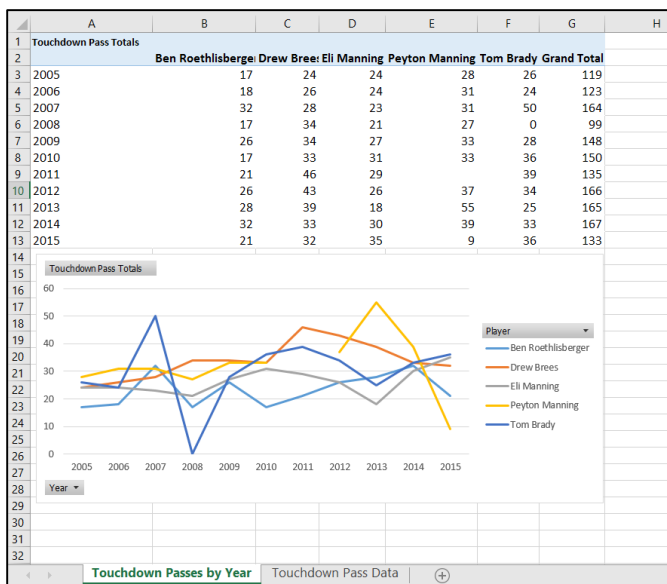 A B C D E F G H
1 Touchdown Pass Totals
2 Ben Roethlisberger Drew Brees Eli Manning Peyton Manning Tom Brady Grand Total
3 2005 17 24 24 28 26 119
4 2006 18 26 24 31 24 123
5 2007 32 28 23 31 50 164
6 2008 17 34 21 27 0 99
7 2009 26 34 27 33 28 148
8 2010 17 33 31 33 36 150
9 2011 21 46 29 39 135
10 2012 26 43 26 37 34 166
11 2013 28 39 18 55 25 165
12 2014 32 33 30 39 33 167
13 2015 21 32 35 9 36 133
14
15 Touchdown Pass Totals
16 60
17
18 50
19 Player
20 40 Ben Roethlisberger
21 30 Drew Brees
22 20 Eli Manning
23 Peyton Manning
24 10 Tom Brady
25
26 0
27 2005 2006 2007 2008 2009 2010 2011 2012 2013 2014 2015
28 Year
29
30
31
32
Touchdown Passes by Year Touchdown Pass Data